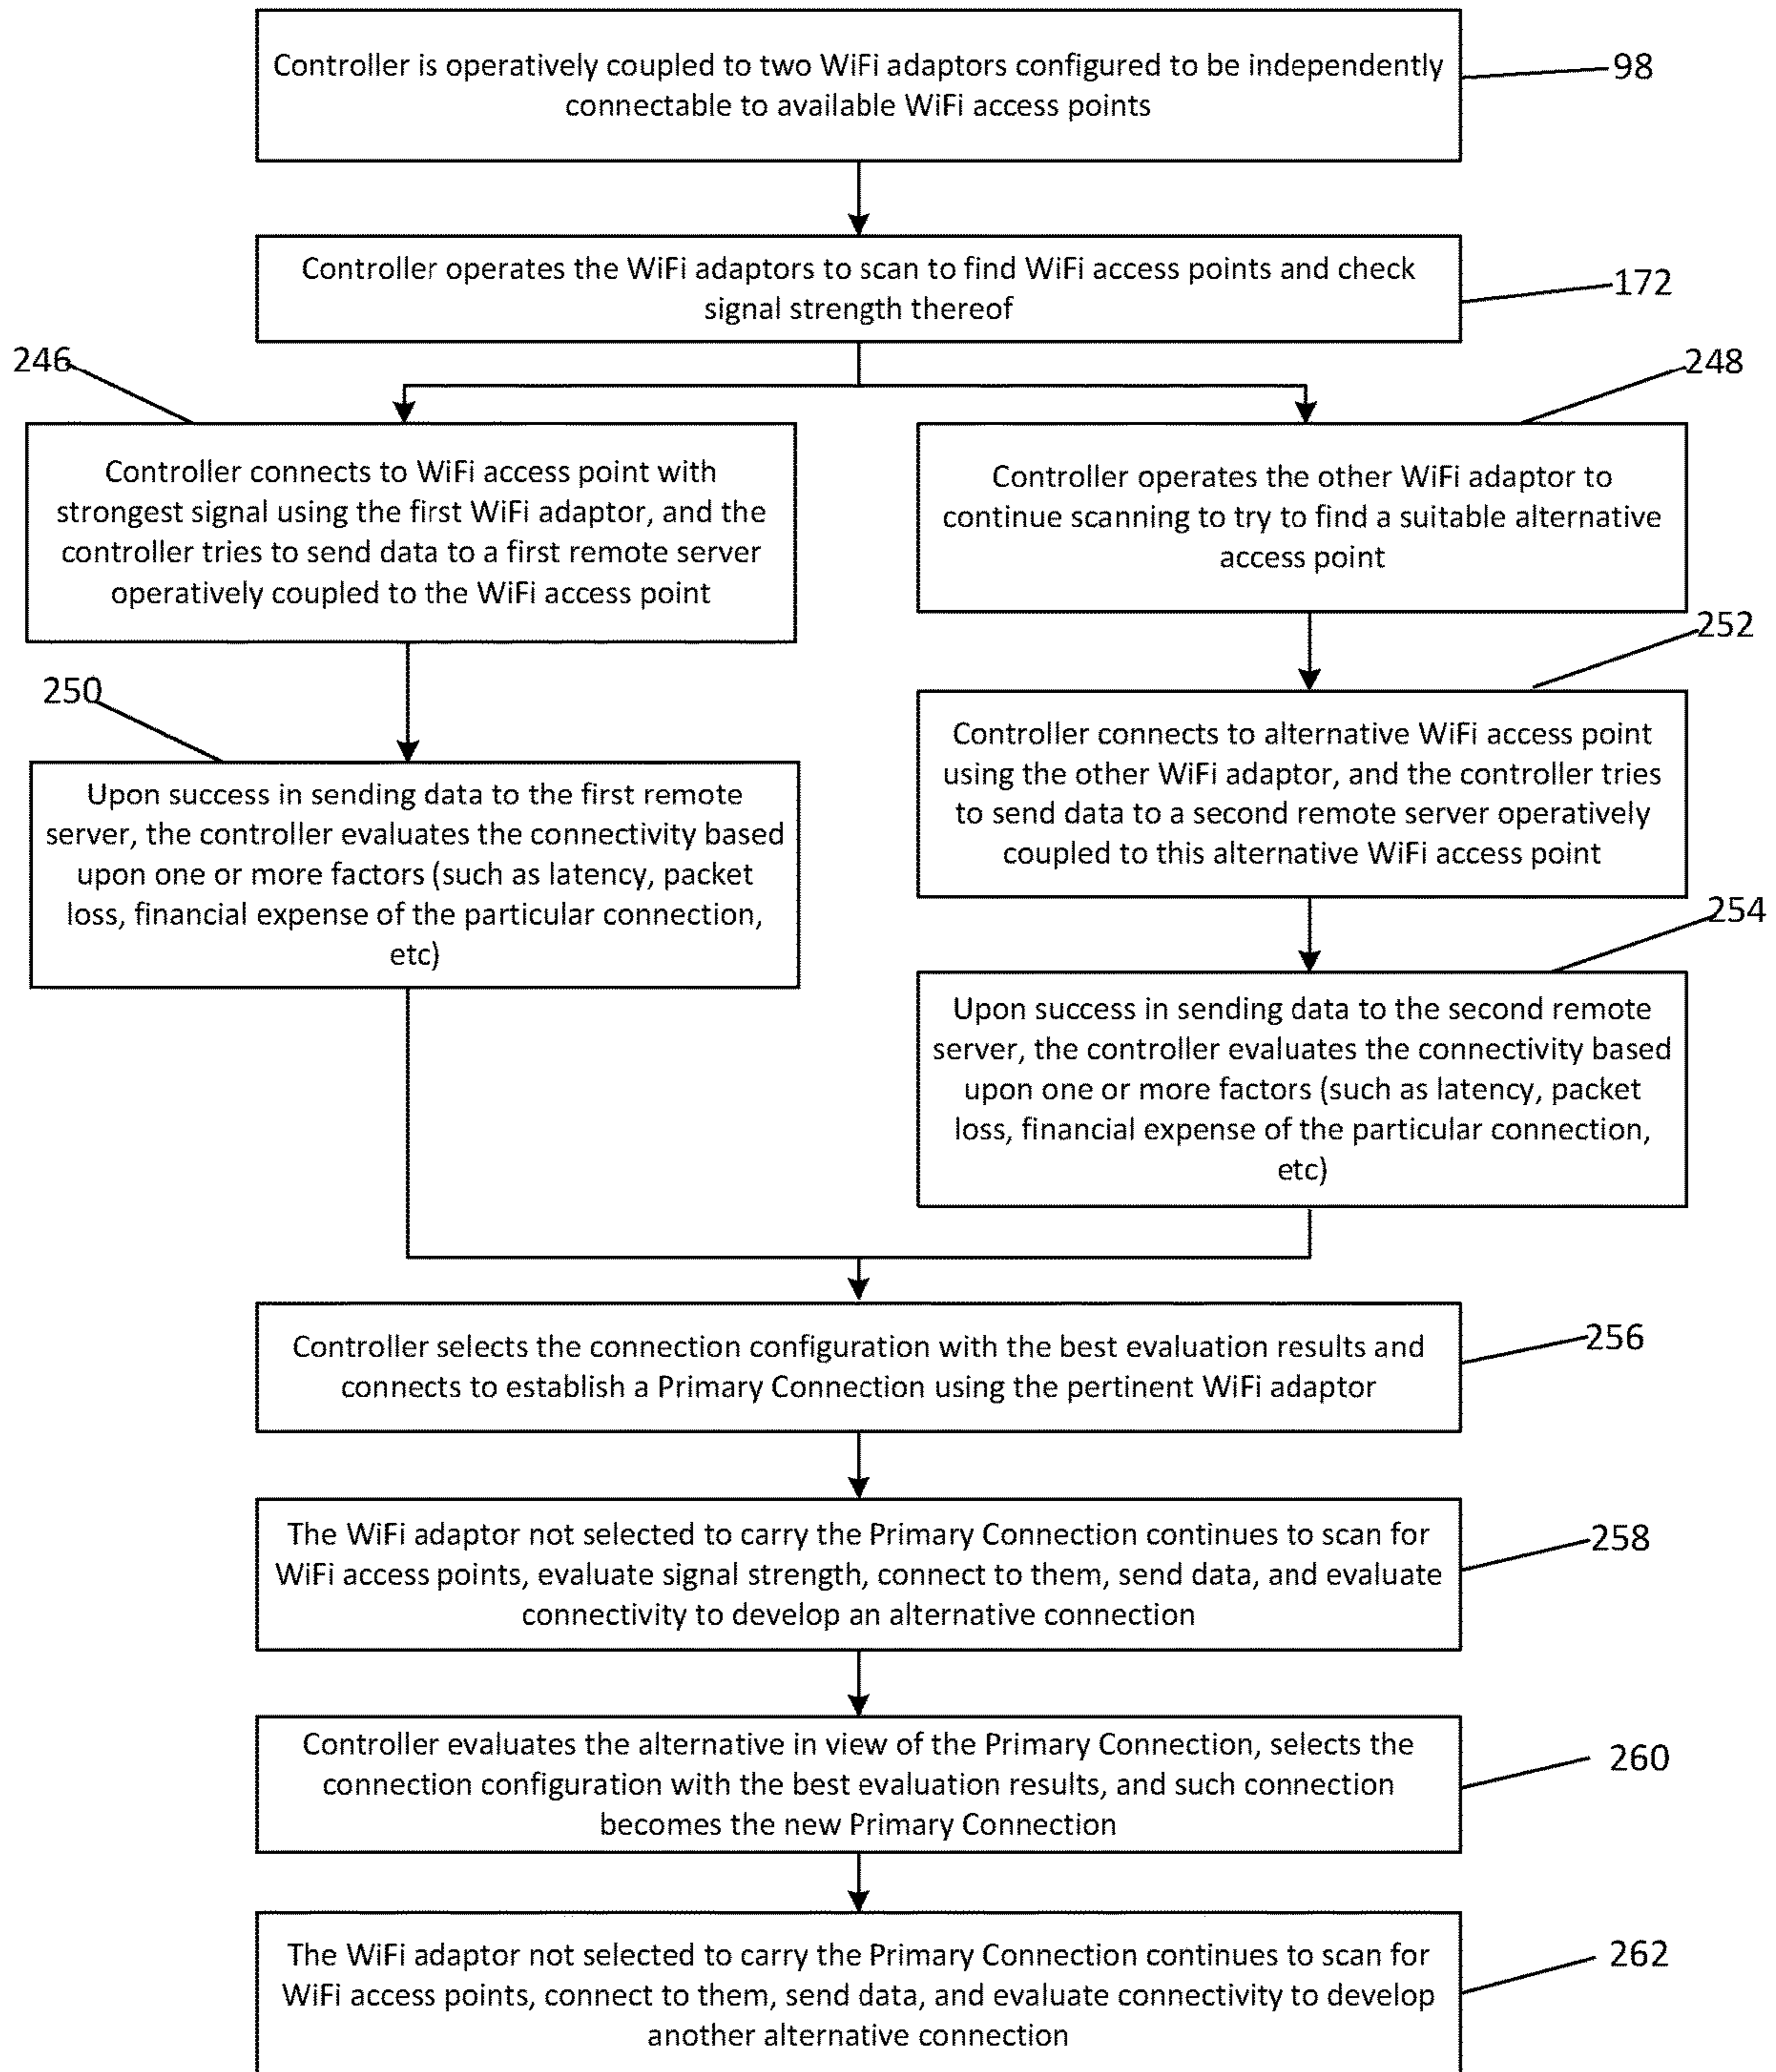 Controller is operatively coupled to two WiFi adaptors configured to be independently
connectable to available WiFi access points
98
Controller operates the WiFi adaptors to scan to find WiFi access points and check
signal strength thereof
172
246
248
Controller connects to WiFi access point with
strongest signal using the first WiFi adaptor, and the
controller tries to send data to a first remote server
operatively coupled to the WiFi access point
Controller operates the other WiFi adaptor to
continue scanning to try to find a suitable alternative
access point
250
252
Upon success in sending data to the first remote
server, the controller evaluates the connectivity based
upon one or more factors (such as latency, packet
loss, financial expense of the particular connection,
etc)
Controller connects to alternative WiFi access point
using the other WiFi adaptor, and the controller tries
to send data to a second remote server operatively
coupled to this alternative WiFi access point
254
Upon success in sending data to the second remote
server, the controller evaluates the connectivity based
upon one or more factors (such as latency, packet
loss, financial expense of the particular connection,
etc)
Controller selects the connection configuration with the best evaluation results and
connects to establish a Primary Connection using the pertinent WiFi adaptor
256
The WiFi adaptor not selected to carry the Primary Connection continues to scan for
WiFi access points, evaluate signal strength, connect to them, send data, and evaluate
connectivity to develop an alternative connection
258
Controller evaluates the alternative in view of the Primary Connection, selects the
connection configuration with the best evaluation results, and such connection
becomes the new Primary Connection
260
The WiFi adaptor not selected to carry the Primary Connection continues to scan for
WiFi access points, connect to them, send data, and evaluate connectivity to develop
another alternative connection
262